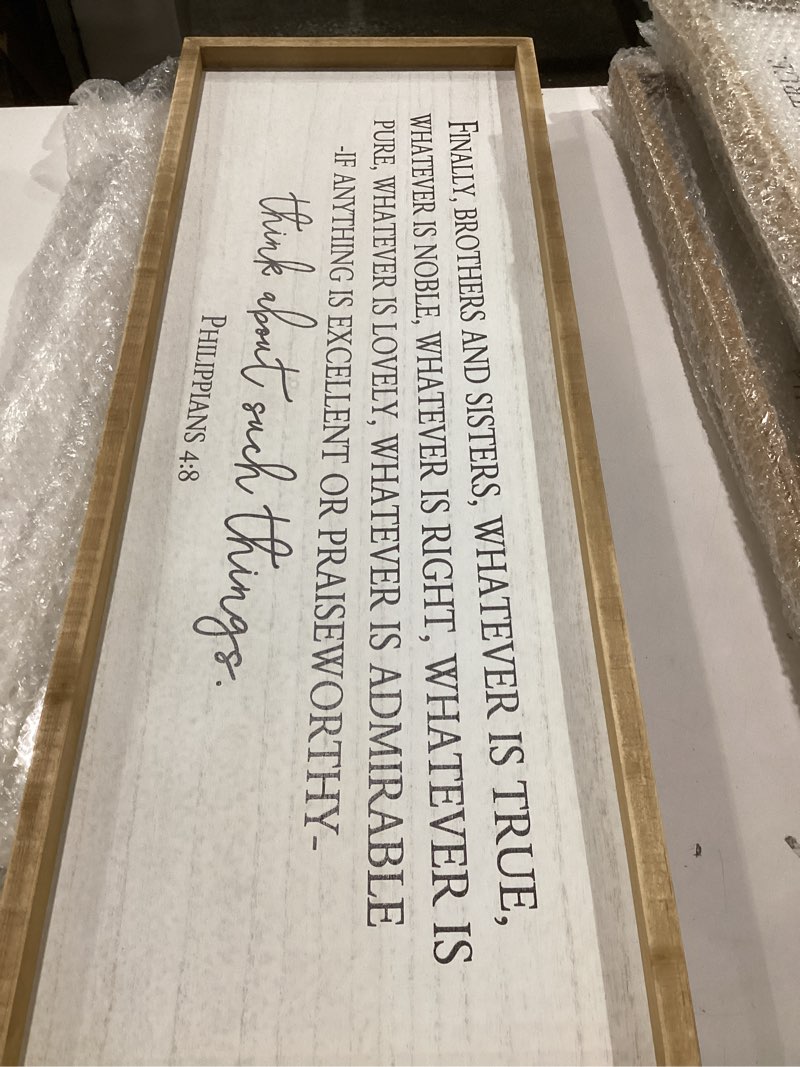 FINALLY, BROTHERS AND SISTERS, WHATEVER IS TRUE,
WHATEVER IS NOBLE, WHATEVER IS RIGHT, WHATEVER IS
PURE, WHATEVER IS LOVELY, WHATEVER IS ADMIRABLE
-IF ANYTHING IS EXCELLENT OR PRAISEWORTHY-
think about such things.
PHILIPPIANS 4:8